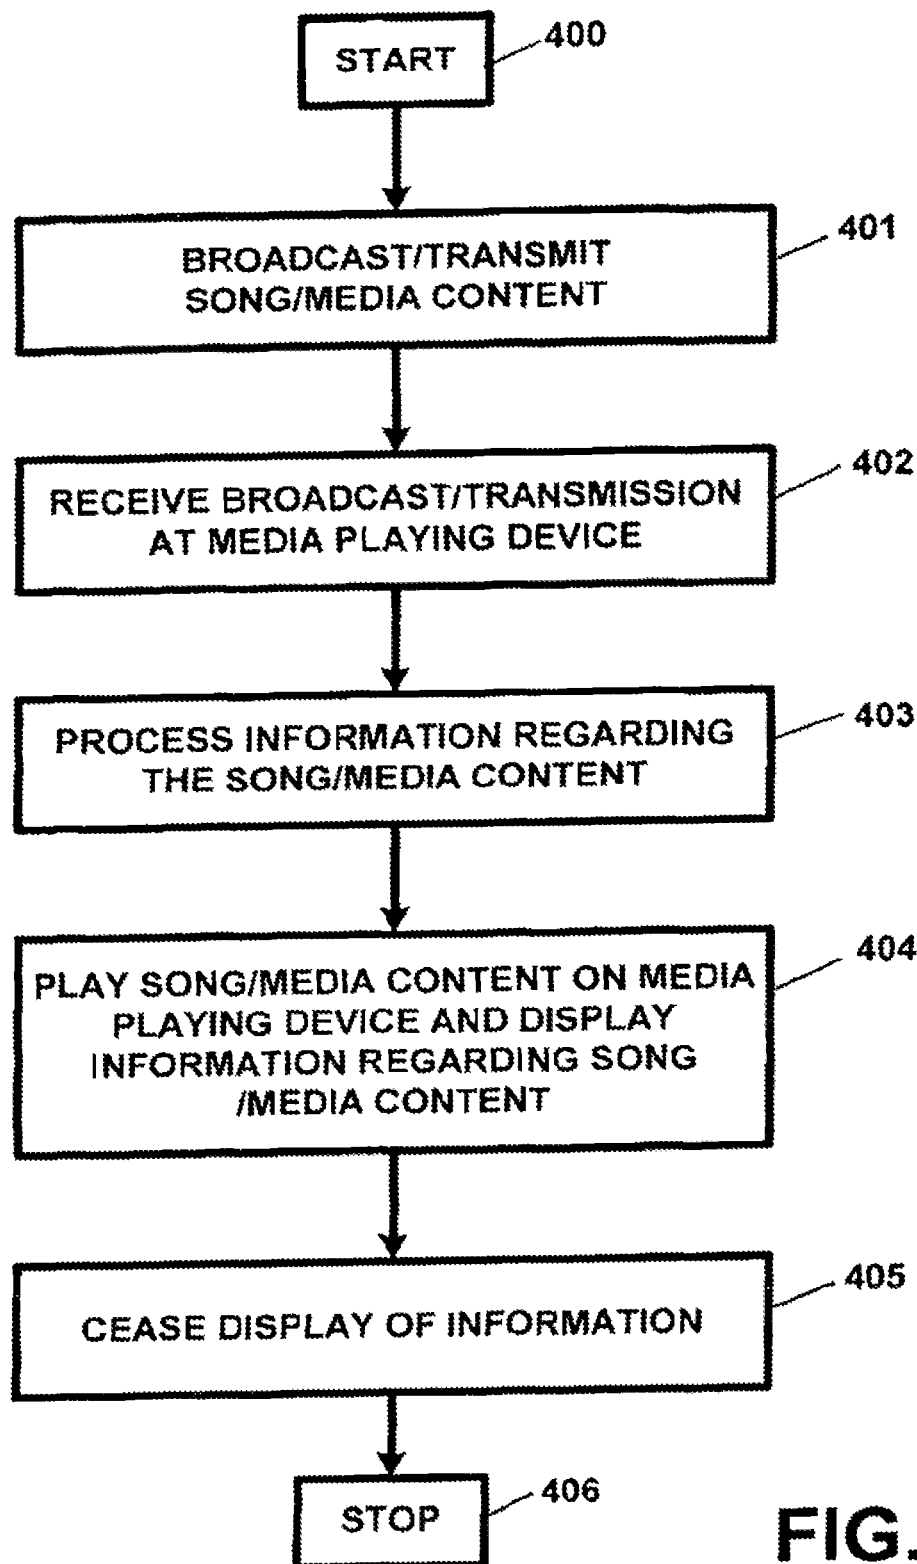 START
400
BROADCAST/TRANSMIT
SONG/MEDIA CONTENT
401
RECEIVE BROADCAST/TRANSMISSION
AT MEDIA PLAYING DEVICE
402
PROCESS INFORMATION REGARDING
THE SONG/MEDIA CONTENT
403
PLAY SONG/MEDIA CONTENT ON MEDIA
PLAYING DEVICE AND DISPLAY
INFORMATION REGARDING SONG
/MEDIA CONTENT
404
CEASE DISPLAY OF INFORMATION
405
STOP
406
FIG.